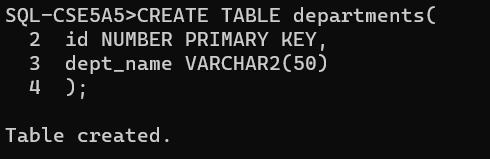 SQL-CSE5A5>CREATE TABLE departments(
  2  id NUMBER PRIMARY KEY,
  3  dept_name VARCHAR2(50)
  4  );

Table created.